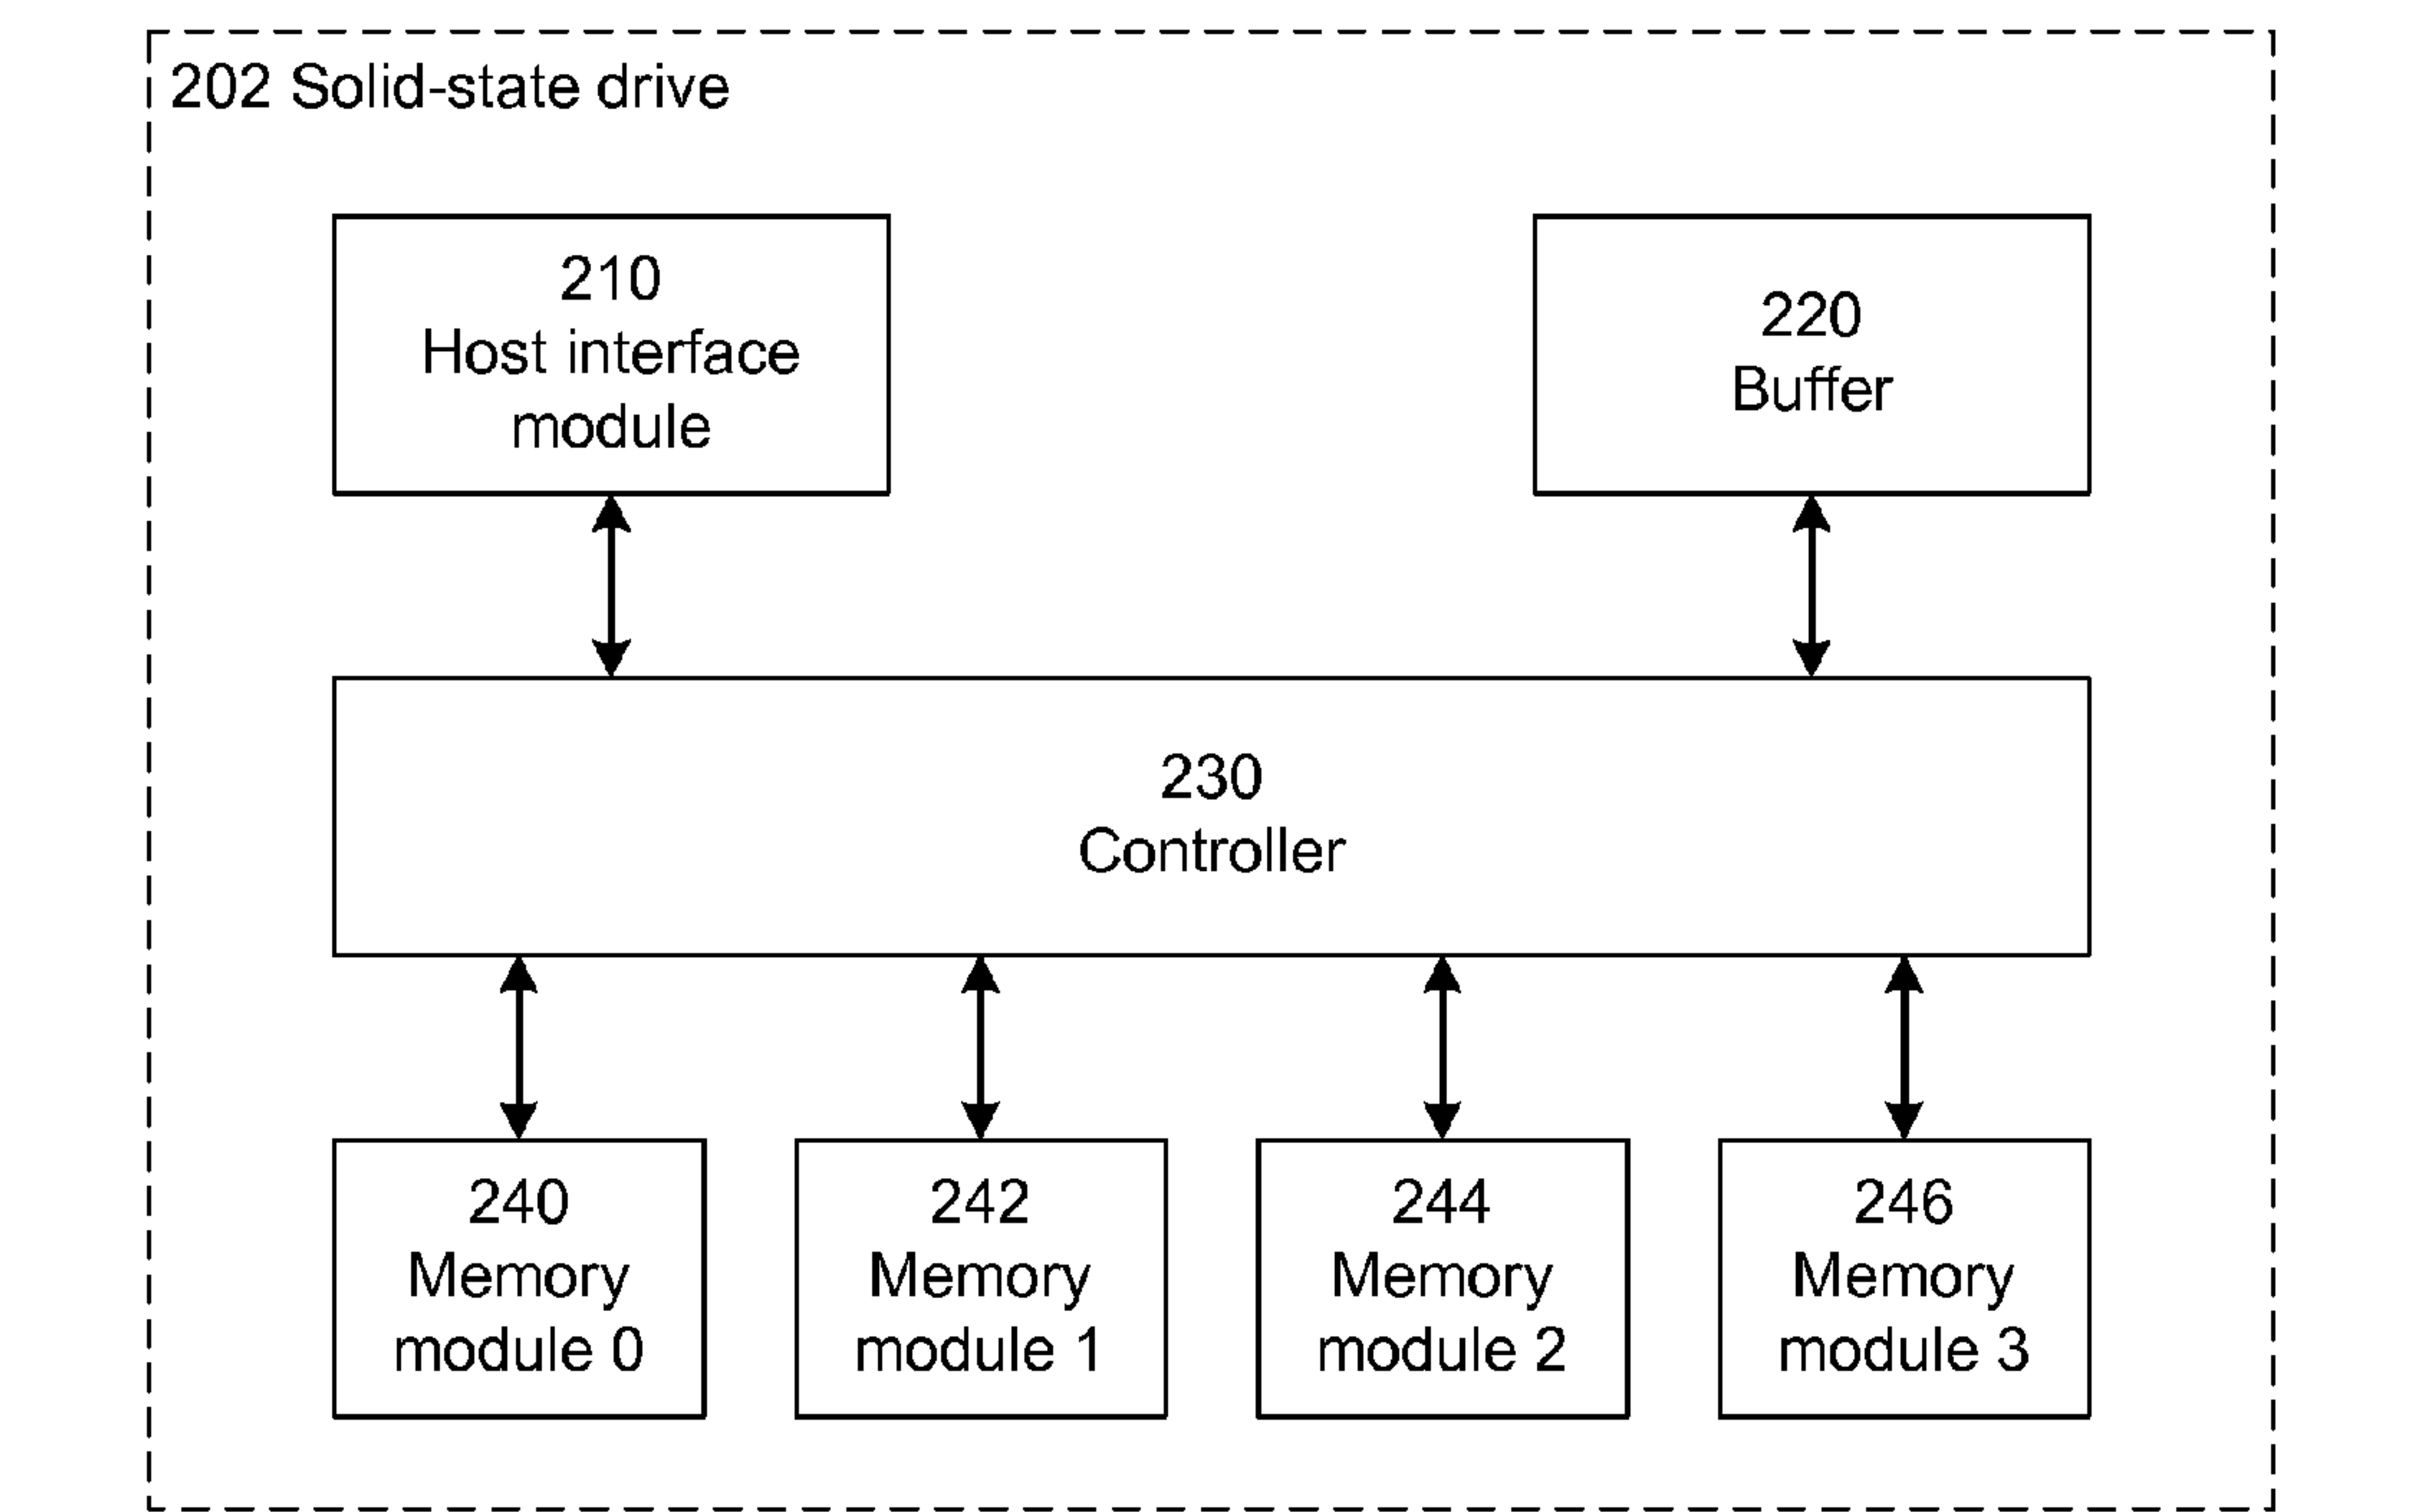 202 Solid-state drive
210
Host interface
module
220
Buffer
230
Controller
240
Memory
module 0
242
Memory
module 1
244
Memory
module 2
246
Memory
module 3